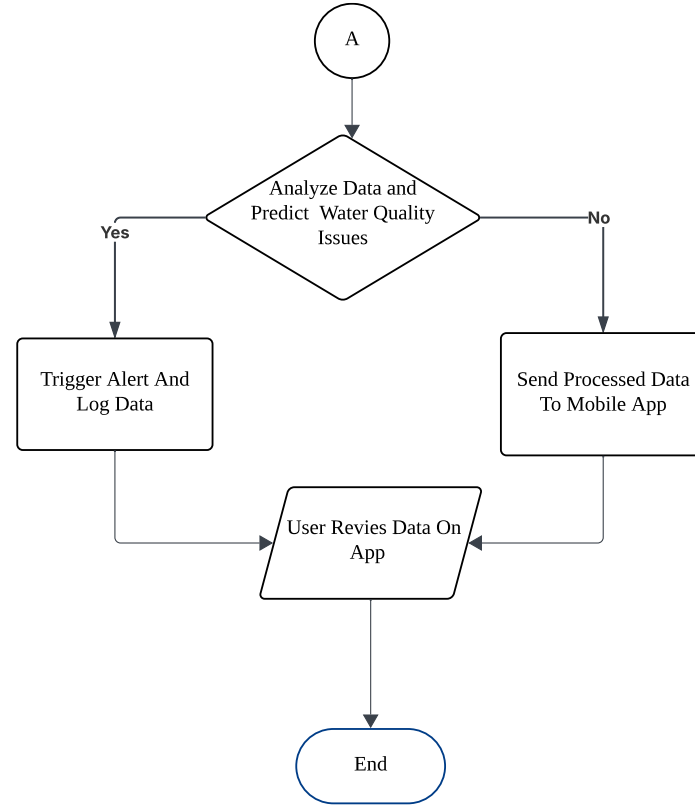 A
Analyze Data and
Predict Water Quality
Issues
Yes
No
Trigger Alert And
Log Data
Send Processed Data
To Mobile App
User Revies Data On
App
End